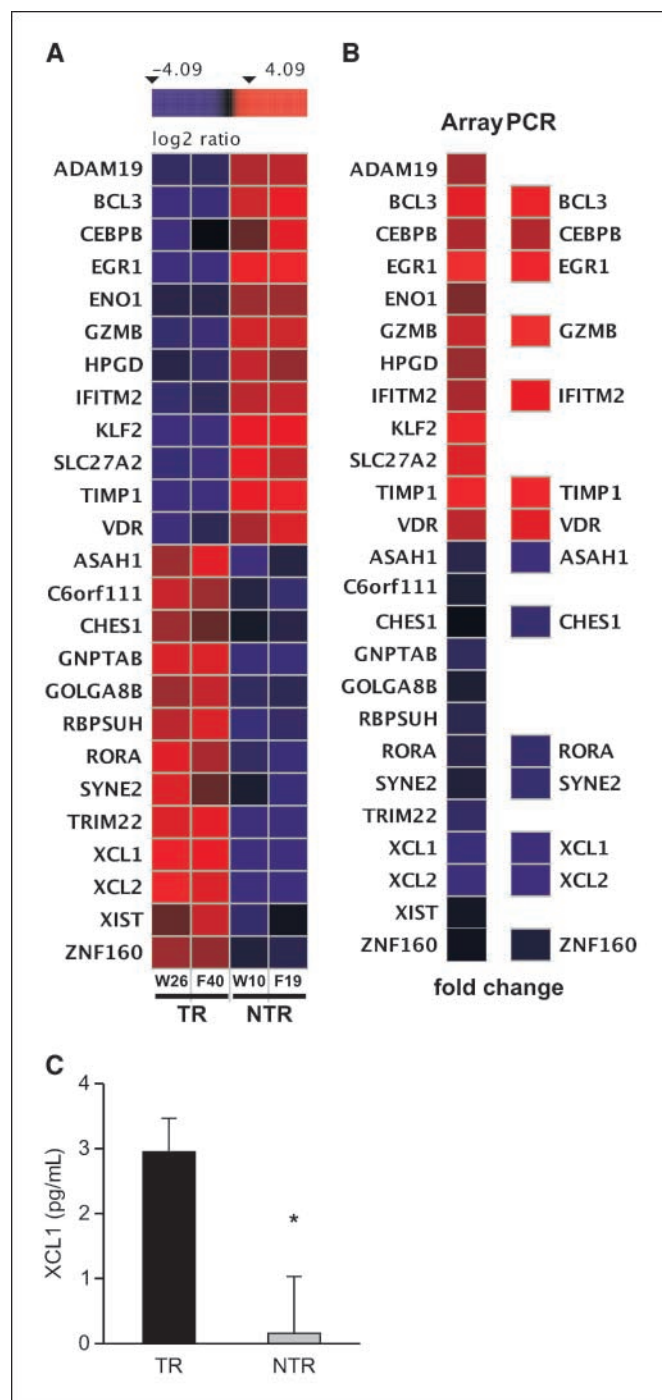 A
−4.09 4.09
log2 ratio
ADAM19
BCL3
CEBPB
EGR1
ENO1
GZMB
HPGD
IFITM2
KLF2
SLC27A2
TIMP1
VDR
ASAH1
C6orf111
CHES1
GNPTAB
GOLGA8B
RBPSUH
RORA
SYNE2
TRIM22
XCL1
XCL2
XIST
ZNF160
W26 F40 W10 F19
TR NTR
B
Array PCR
ADAM19
BCL3 BCL3
CEBPB CEBPB
EGR1 EGR1
ENO1
GZMB GZMB
HPGD
IFITM2 IFITM2
KLF2
SLC27A2
TIMP1 TIMP1
VDR VDR
ASAH1 ASAH1
C6orf111
CHES1 CHES1
GNPTAB
GOLGA8B
RBPSUH
RORA RORA
SYNE2 SYNE2
TRIM22
XCL1 XCL1
XCL2 XCL2
XIST
ZNF160 ZNF160
fold change
C
XCL1 (pg/mL)
4
3
2
1
0
*
TR NTR